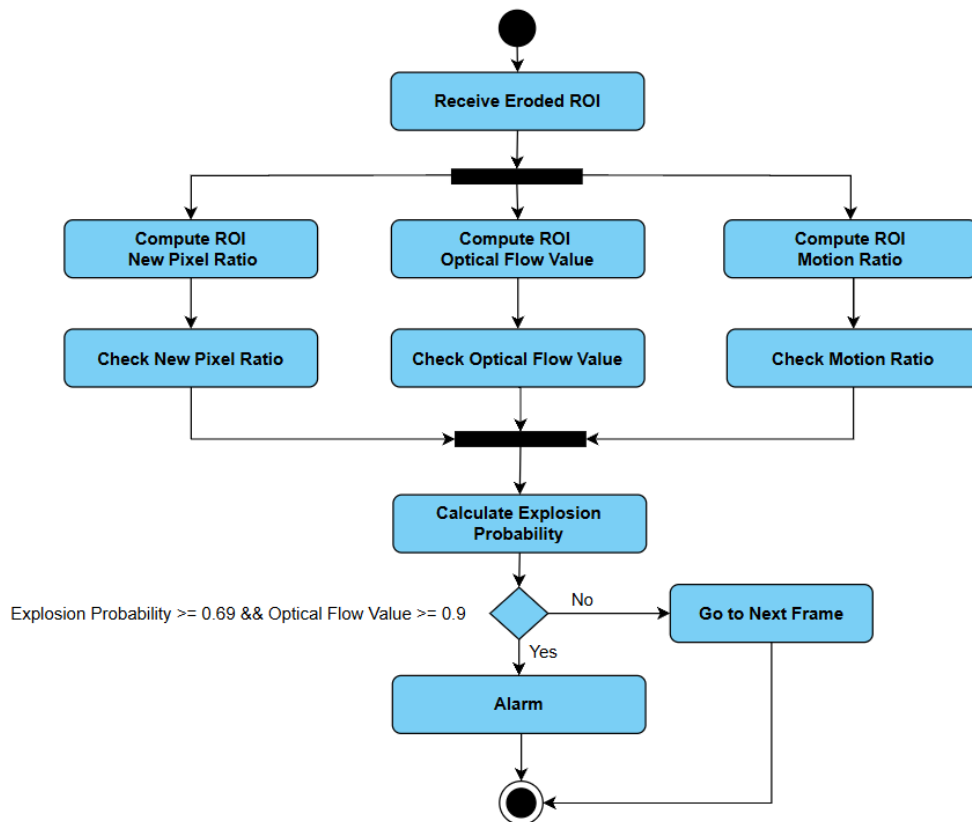 Receive Eroded ROI
Compute ROI
New Pixel Ratio
Compute ROI
Optical Flow Value
Compute ROI
Motion Ratio
Check New Pixel Ratio
Check Optical Flow Value
Check Motion Ratio
Calculate Explosion
Probability
Explosion Probability >= 0.69 && Optical Flow Value >= 0.9
No
Go to Next Frame
Yes
Alarm